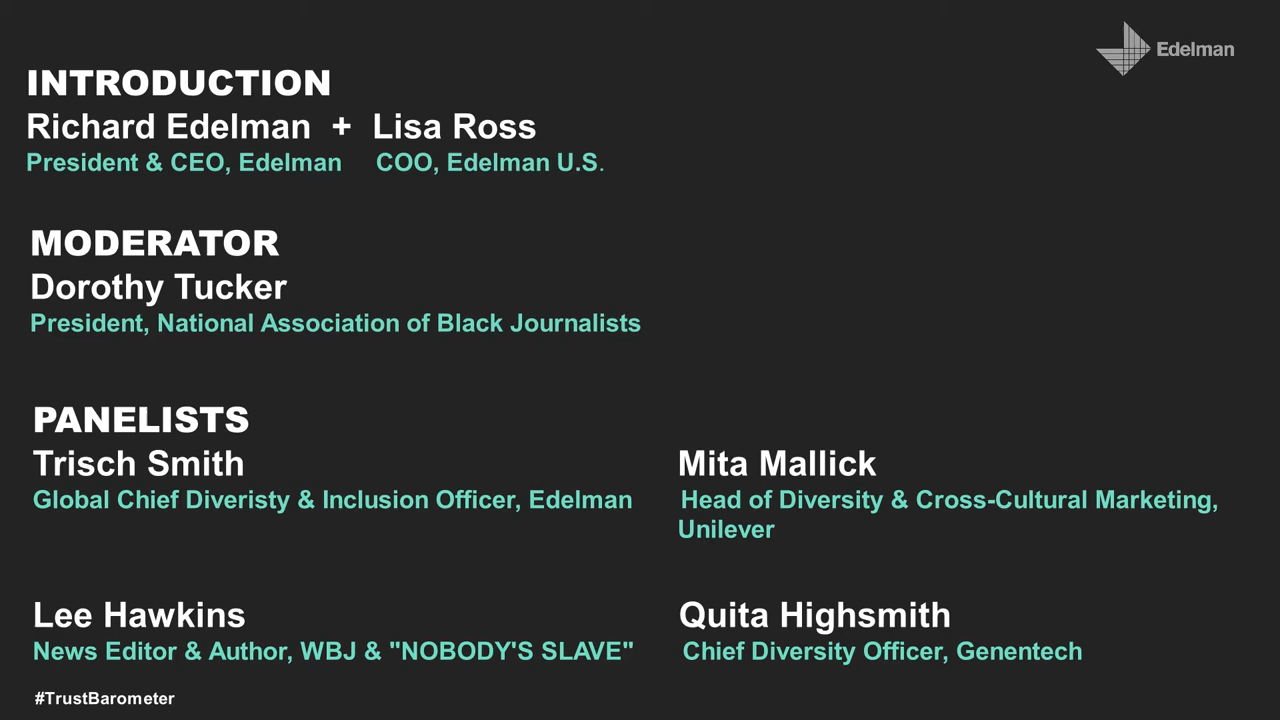 Edelman
INTRODUCTION
Richard Edelman + Lisa Ross
President & CEO, Edelman COO, Edelman U.S.
MODERATOR
Dorothy Tucker
President, National Association of Black Journalists
PANELISTS
Trisch Smith
Global Chief Diveristy & Inclusion Officer, Edelman
Mita Mallick
Head of Diversity & Cross-Cultural Marketing,
Unilever
Lee Hawkins
News Editor & Author, WBJ & "NOBODY'S SLAVE"
Quita Highsmith
Chief Diversity Officer, Genentech
#TrustBarometer